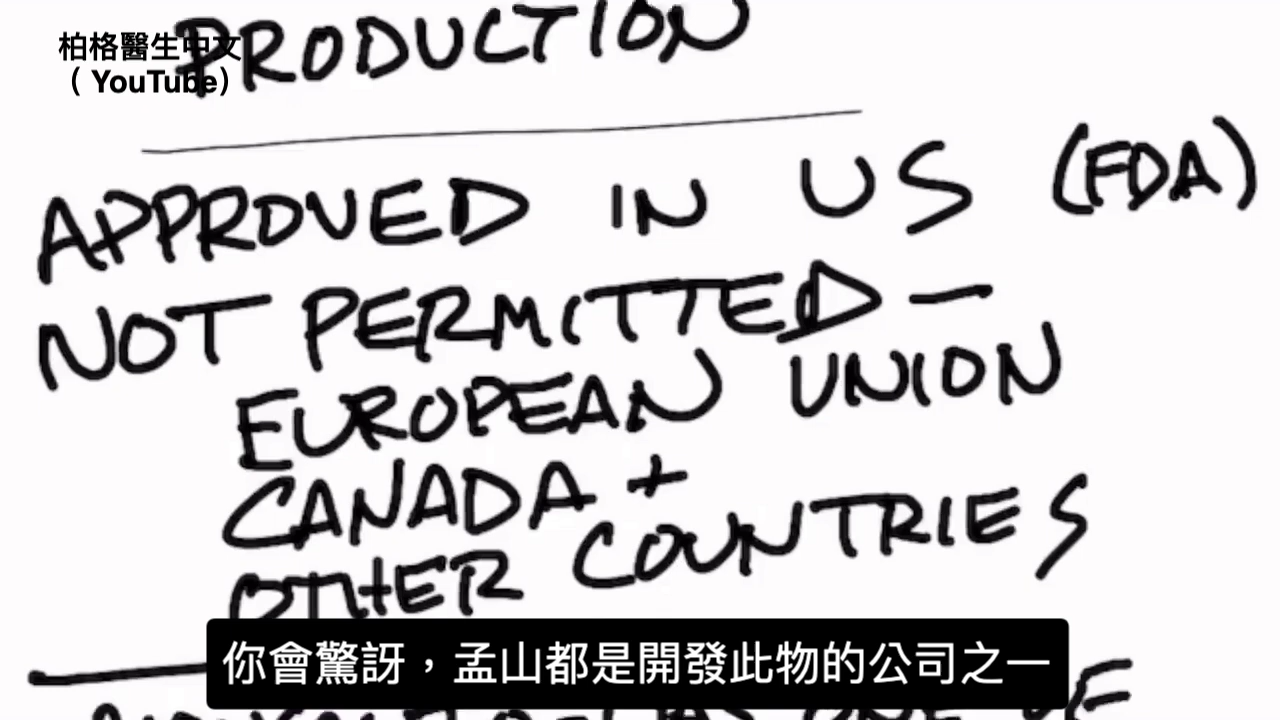 柏格醫生中文
（ YouTube）
PRODUCTION
APPROVED IN US (FDA)
NOT PERMITTED —
EUROPEAN UNION
CANADA +
OTHER COUNTRIES
你會驚訝，孟山都是開發此物的公司之一